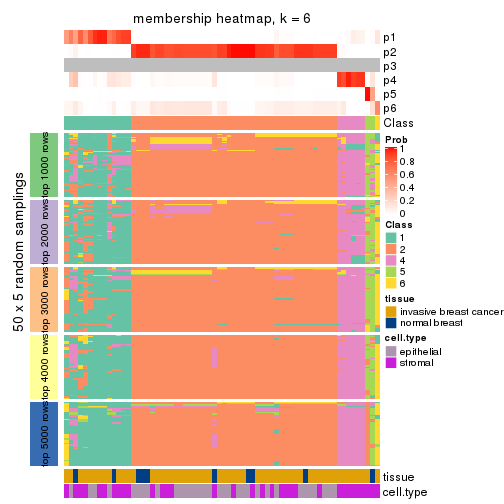 membership heatmap, k = 6
p1
p2
p3
p4
p5
p6
Class
50 x 5 random samplings
top 1000 rows
top 2000 rows
top 3000 rows
top 4000 rows
top 5000 rows
Prob
1
0.8
0.6
0.4
0.2
0
Class
1
2
4
5
6
tissue
invasive breast cancer
normal breast
cell.type
epithelial
stromal
tissue
cell.type